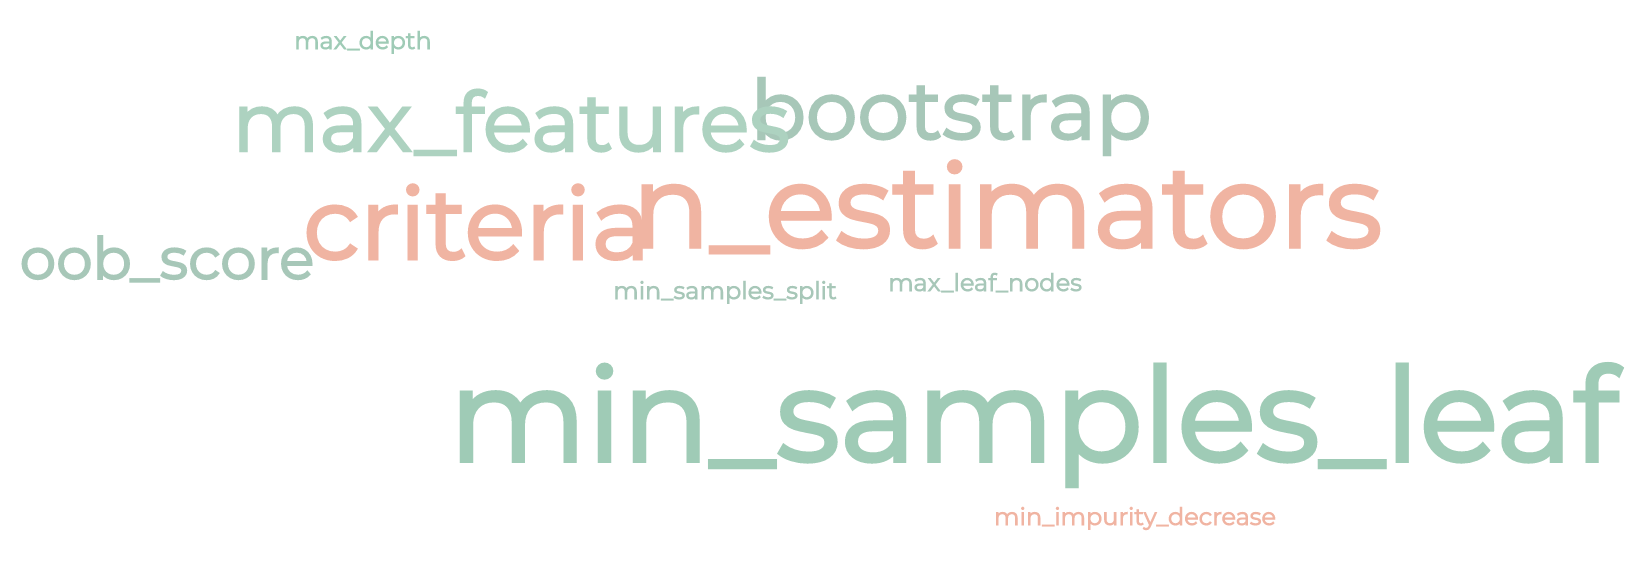 max_depth
max_features
bootstrap
criteria
n_estimators
oob_score
min_samples_split
max_leaf_nodes
min_samples_leaf
min_impurity_decrease